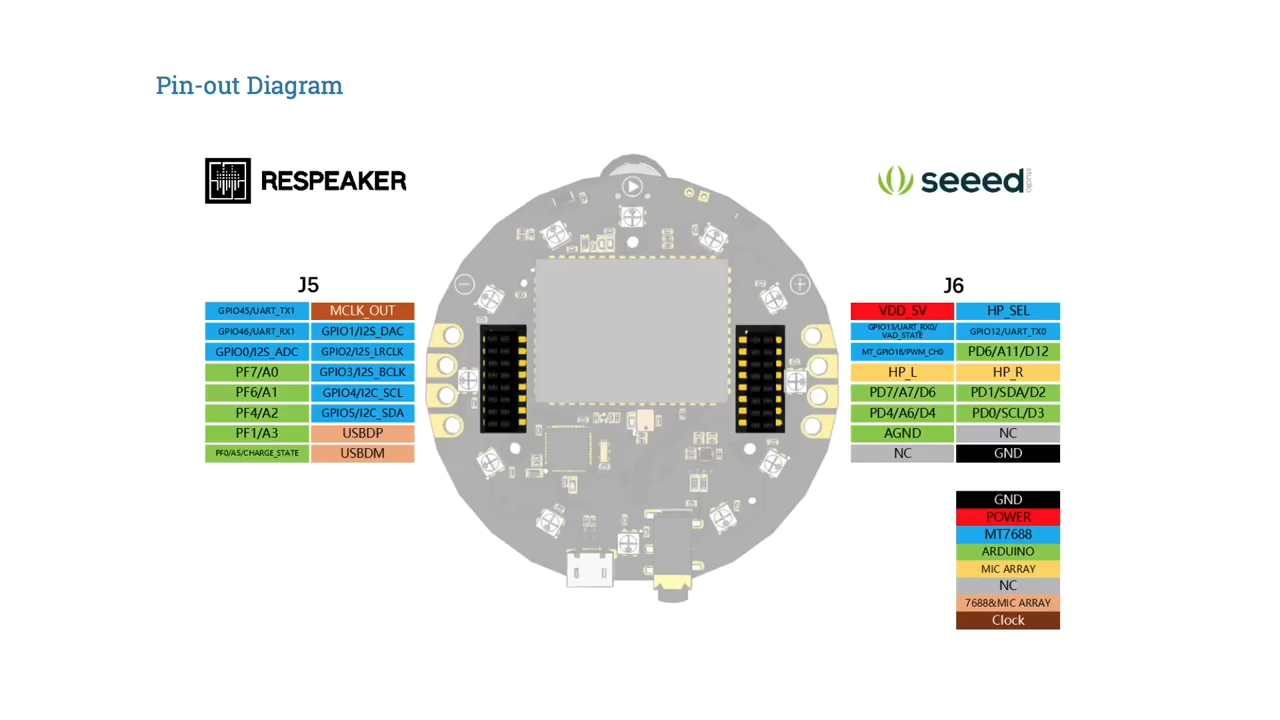 Pin-out Diagram
RESPEAKER
seeed
studio
J5
GPIO45/UART_TX1 MCLK_OUT
GPIO46/UART_RX1 GPIO1/I2S_DAC
GPIO0/I2S_ADC GPIO2/I2S_LRCLK
PF7/A0 GPIO3/I2S_BCLK
PF6/A1 GPIO4/I2C_SCL
PF4/A2 GPIO5/I2C_SDA
PF1/A3 USBDP
PF0/A5/CHARGE_STATE USBDM
J6
VDD_5V HP_SEL
GPIO13/UART_RX0/
VAD_STATE GPIO12/UART_TX0
MT_GPIO18/PWM_CH0 PD6/A11/D12
HP_L HP_R
PD7/A7/D6 PD1/SDA/D2
PD4/A6/D4 PD0/SCL/D3
AGND NC
NC GND
GND
POWER
MT7688
ARDUINO
MIC ARRAY
NC
7688&MIC ARRAY
Clock